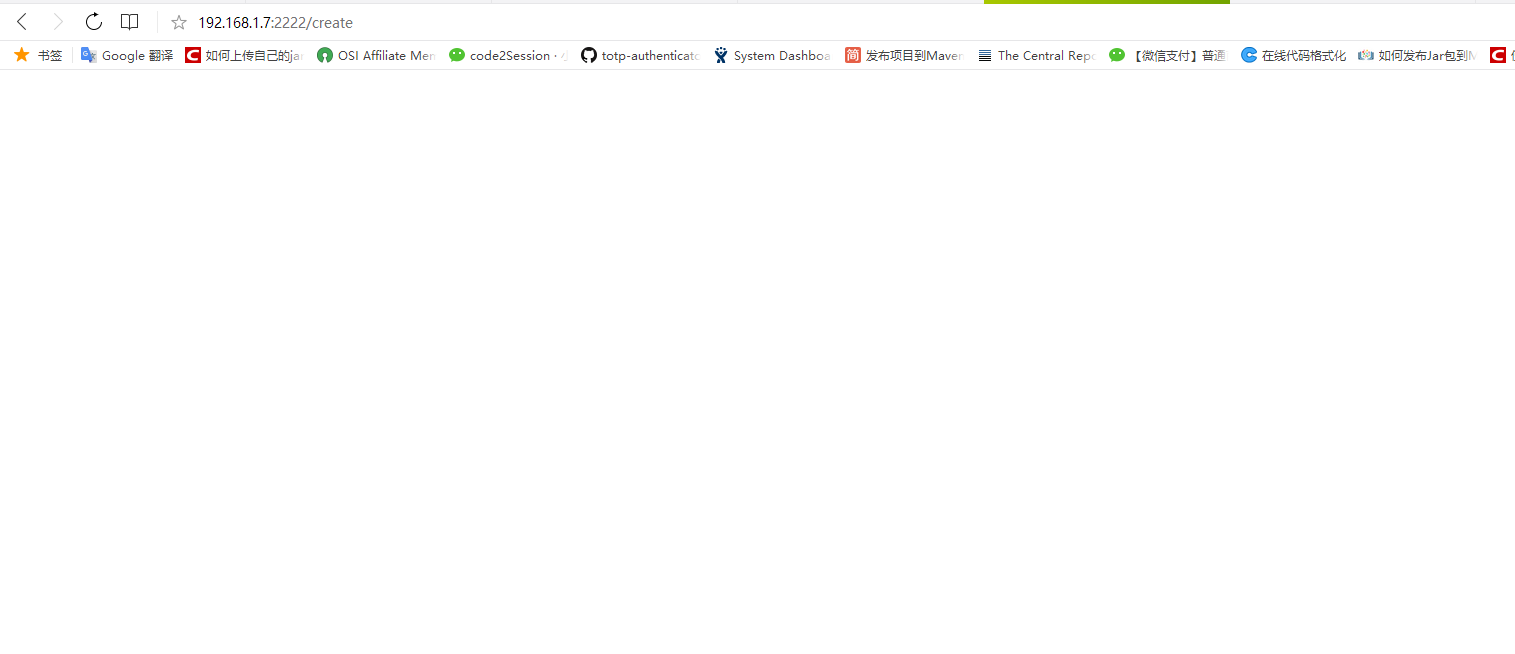 192.168.1.7:2222/create
书签 Google 翻译 如何上传自己的jar OSI Affiliate Mem code2Session · totp-authenticato System Dashboa 发布项目到Maven The Central Repo 【微信支付】普通 在线代码格式化 如何发布Jar包到M